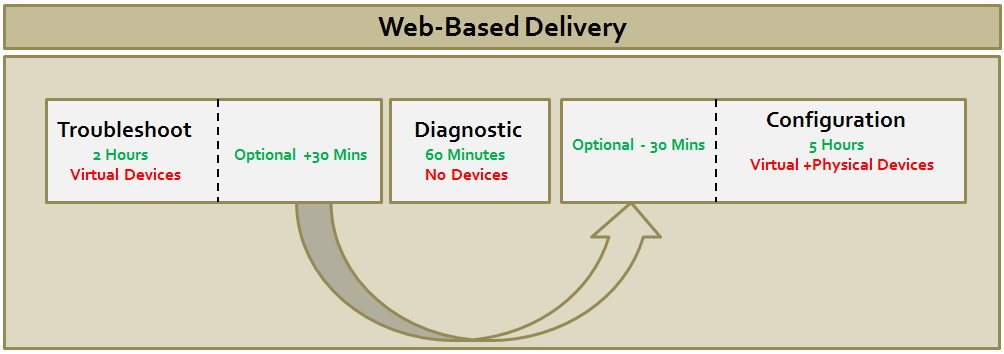 Web-Based Delivery
Troubleshoot
2 Hours
Virtual Devices
Optional +30 Mins
Diagnostic
60 Minutes
No Devices
Optional - 30 Mins
Configuration
5 Hours
Virtual +Physical Devices